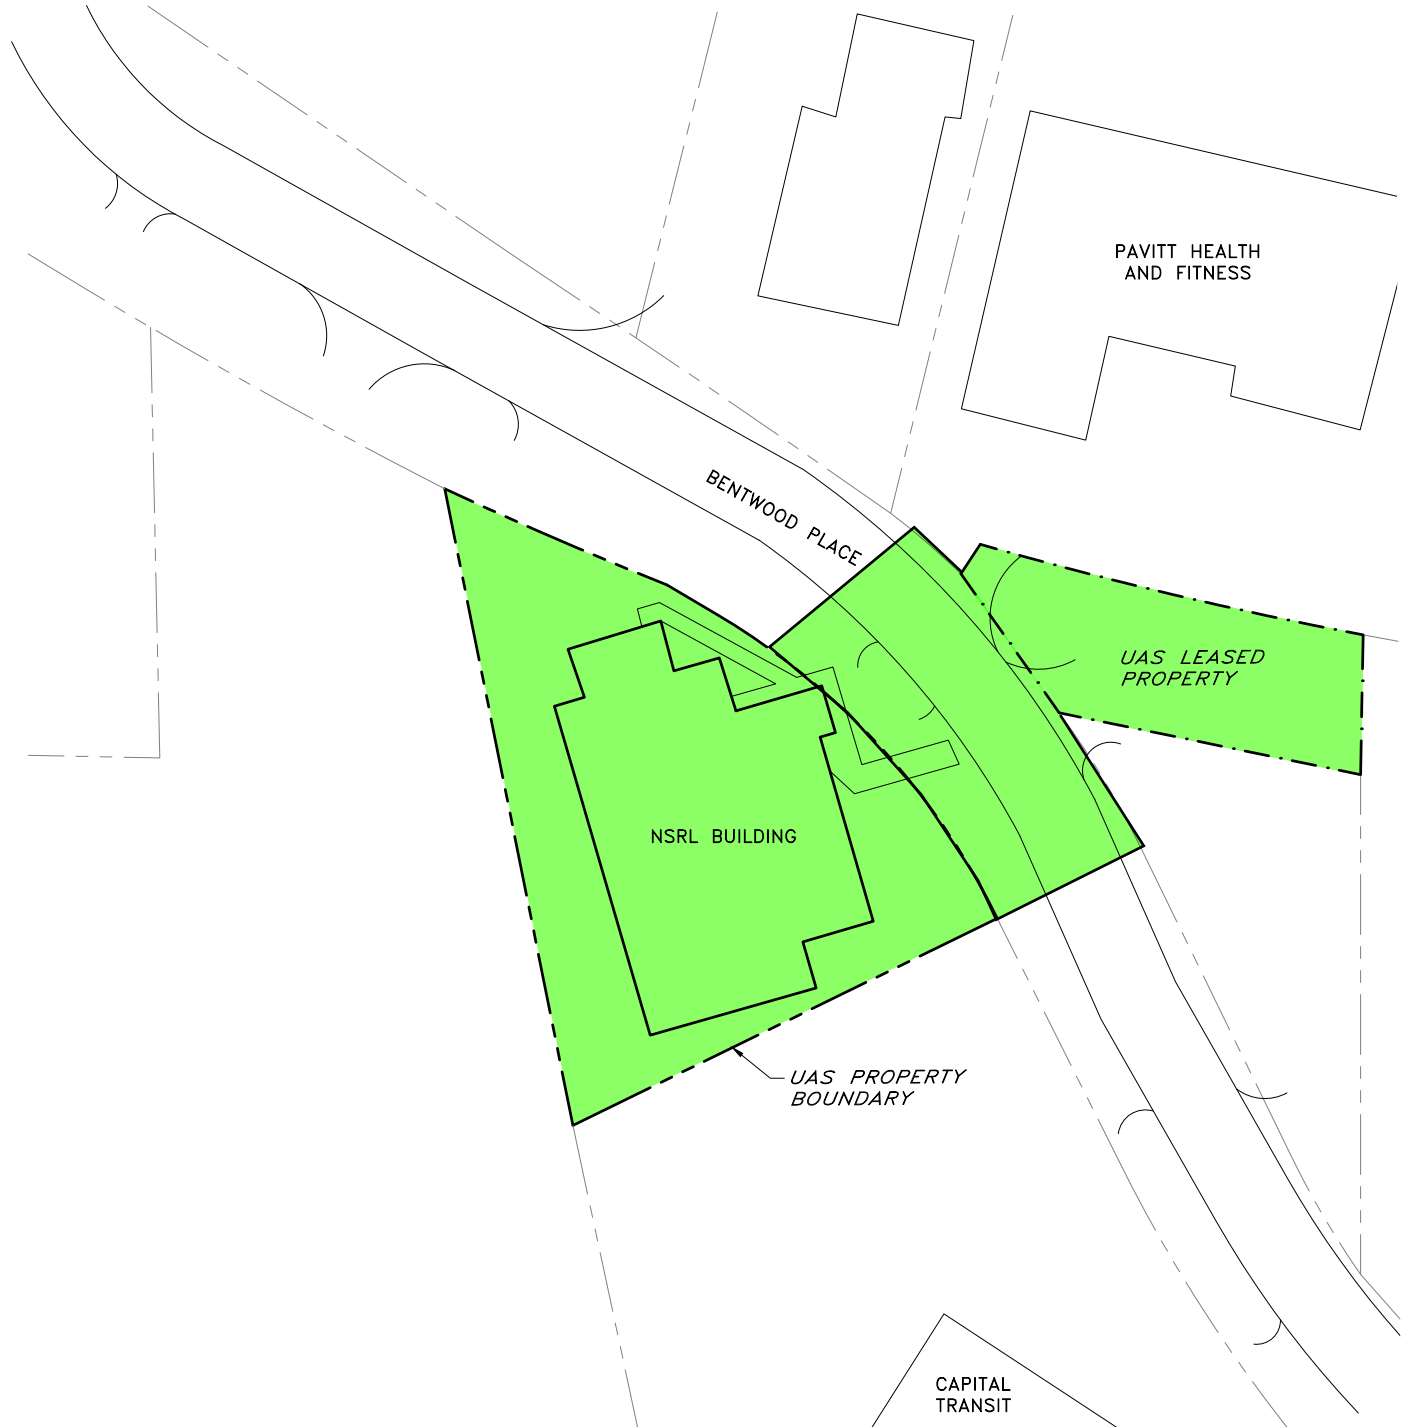 PAVITT HEALTH
AND FITNESS
BENTWOOD PLACE
UAS LEASED
PROPERTY
NSRL BUILDING
UAS PROPERTY
BOUNDARY
CAPITAL
TRANSIT